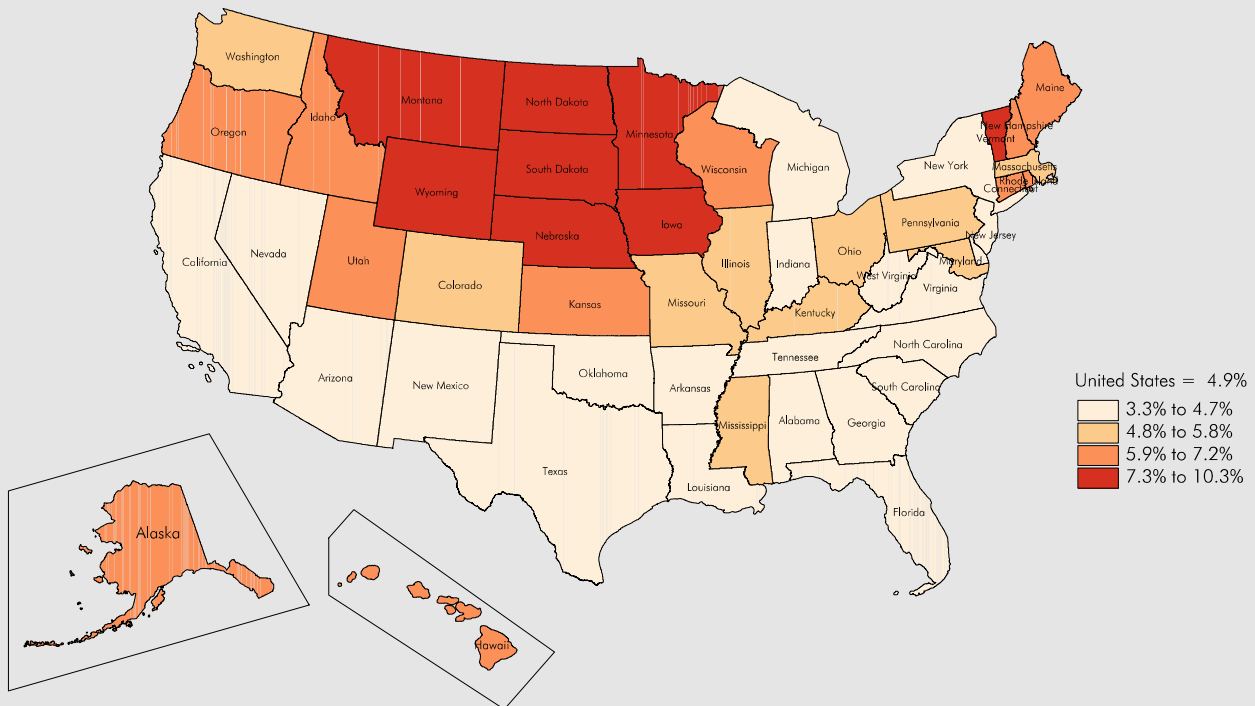 Washington
Maine
Montana
North Dakota
Idaho
Oregon
Minnesota
New Hampshire
Vermont
New York
Michigan
Wisconsin
South Dakota
Massachusetts
Rhode Island
Connecticut
Wyoming
Iowa
Nebraska
Pennsylvania
New Jersey
Nevada
California
Utah
Illinois
Indiana
Ohio
Maryland
West Virginia
Virginia
Colorado
Kansas
Missouri
Kentucky
North Carolina
Tennessee
Arizona
New Mexico
Oklahoma
Arkansas
South Carolina
Mississippi
Alabama
Georgia
Texas
Louisiana
Florida
United States = 4.9%
3.3% to 4.7%
4.8% to 5.8%
5.9% to 7.2%
7.3% to 10.3%
Alaska
Hawaii